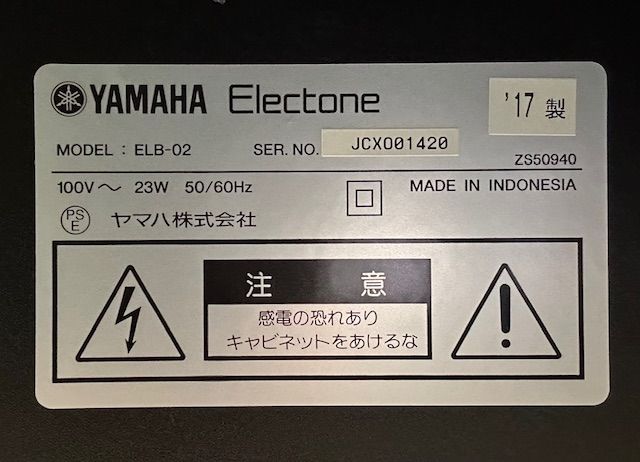 YAMAHA Electone
'17 製
MODEL : ELB-02 SER. NO. JCX001420
ZS50940
100V～ 23W 50/60Hz
MADE IN INDONESIA
PS
E
ヤマハ株式会社
注 意
感電の恐れあり
キャビネットをあけるな